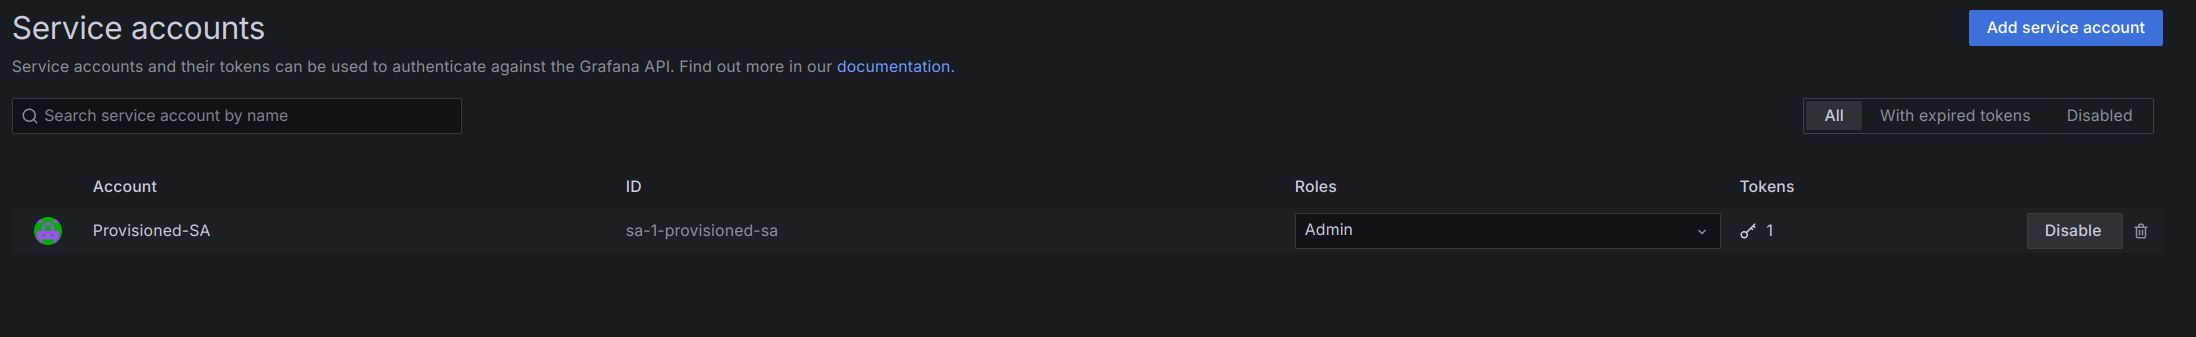 Service accounts
Add service account
Service accounts and their tokens can be used to authenticate against the Grafana API. Find out more in our documentation.
Search service account by name
All With expired tokens Disabled
Account ID Roles Tokens
Provisioned-SA sa-1-provisioned-sa Admin 1 Disable